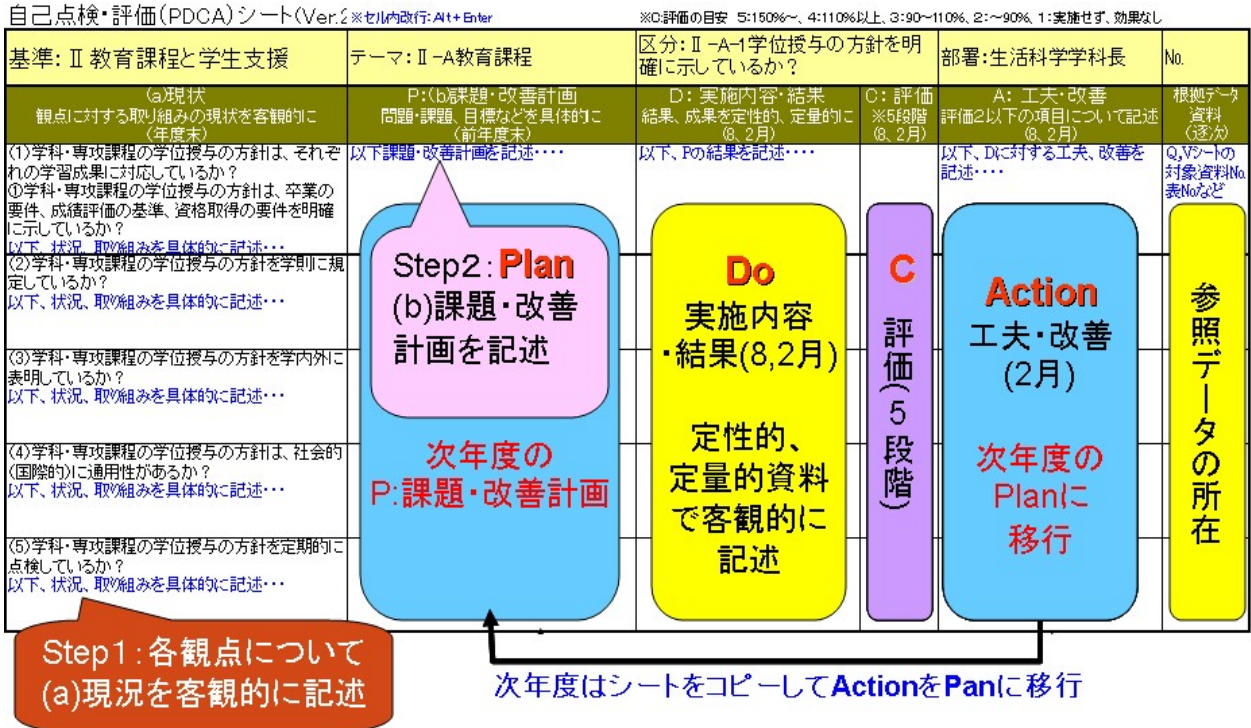 自己点検・評価(PDCA)シート(Ver.2
※セル内改行:Alt+Enter
※C:評価の目安 5:150%~、4:110%以上、3:90~110%、2:~90%、1:実施せず、効果なし
基準:Ⅱ教育課程と学生支援
テーマ:Ⅱ-A教育課程
区分:Ⅱ-A-1学位授与の方針を明
確に示しているか?
部署:生活科学学科長
No.
(a)現状
観点に対する取り組みの現状を客観的に
(年度末)
P:(b)課題・改善計画
問題・課題、目標などを具体的に
(前年度末)
D:実施内容・結果
結果、成果を定性的、定量的に
(8、2月)
C:評価
※5段階
(8、2月)
A:工夫・改善
評価2以下の項目について記述
(8、2月)
根拠データ
資料
(逐次)
(1)学科・専攻課程の学位授与の方針は、それぞ
れの学習成果に対応しているか?
①学科・専攻課程の学位授与の方針は、卒業の
要件、成績評価の基準、資格取得の要件を明確
に示しているか?
以下、状況、取り組みを具体的に記述・・・
以下課題・改善計画を記述・・・・
以下、Pの結果を記述・・・・
以下、Dに対する工夫、改善を
記述・・・・
Q,Vシートの
対象資料No.
表Noなど
(2)学科・専攻課程の学位授与の方針を学則に規
定しているか?
以下、状況、取り組みを具体的に記述・・・
(3)学科・専攻課程の学位授与の方針を学内外に
表明しているか?
以下、状況、取り組みを具体的に記述・・・
(4)学科・専攻課程の学位授与の方針は、社会的
(国際的)に通用性があるか?
以下、状況、取り組みを具体的に記述・・・
(5)学科・専攻課程の学位授与の方針を定期的に
点検しているか?
以下、状況、取り組みを具体的に記述・・・
Step2:Plan
(b)課題・改善
計画を記述
次年度の
P:課題・改善計画
Do
実施内容
・結果(8,2月)
定性的、
定量的資料
で客観的に
記述
C
評価(5段階)
Action
工夫・改善
(2月)
次年度の
Planに
移行
参照データの所在
Step1:各観点について
(a)現況を客観的に記述
次年度はシートをコピーしてActionをPanに移行